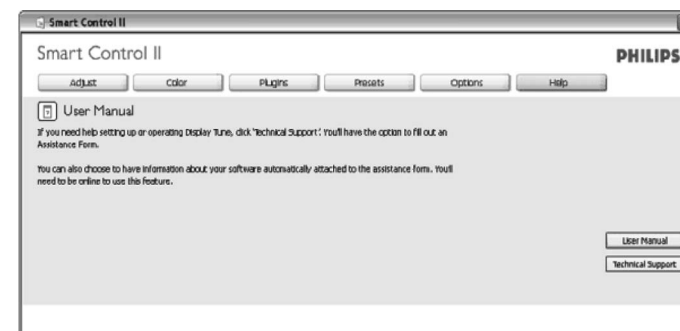 Smart Control II
Smart Control II
PHILIPS
Adjust Color Plugins Presets Options Help
User Manual
If you need help setting up or operating Display Tune, click 'Technical Support'. You'll have the option to fill out an
Assistance Form.
You can also choose to have information about your software automatically attached to the assistance form. You'll
need to be online to use this feature.
User Manual
Technical Support